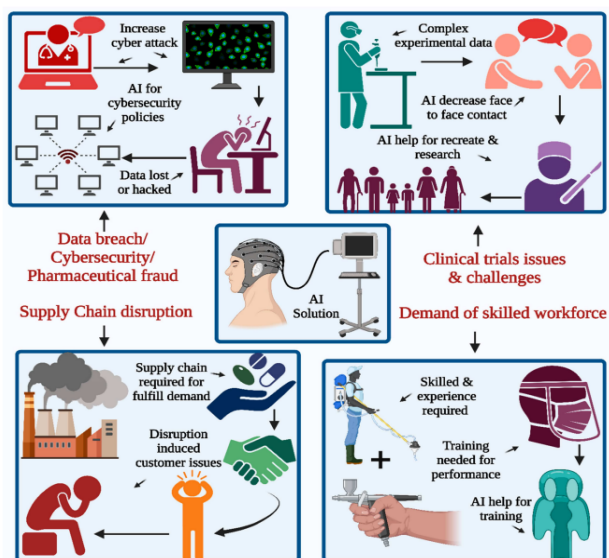 Increase
cyber attack
AI for
cybersecurity
policies
Data lost
or hacked
Complex
experimental data
AI decrease face
to face contact
AI help for recreate &
research
Data breach/
Cybersecurity/
Pharmaceutical fraud
Clinical trials issues
& challenges
AI
Solution
Supply Chain disruption
Demand of skilled workforce
Supply chain
required for
fulfill demand
Disruption
induced
customer issues
Skilled &
experience
required
Training
needed for
performance
AI help for
training